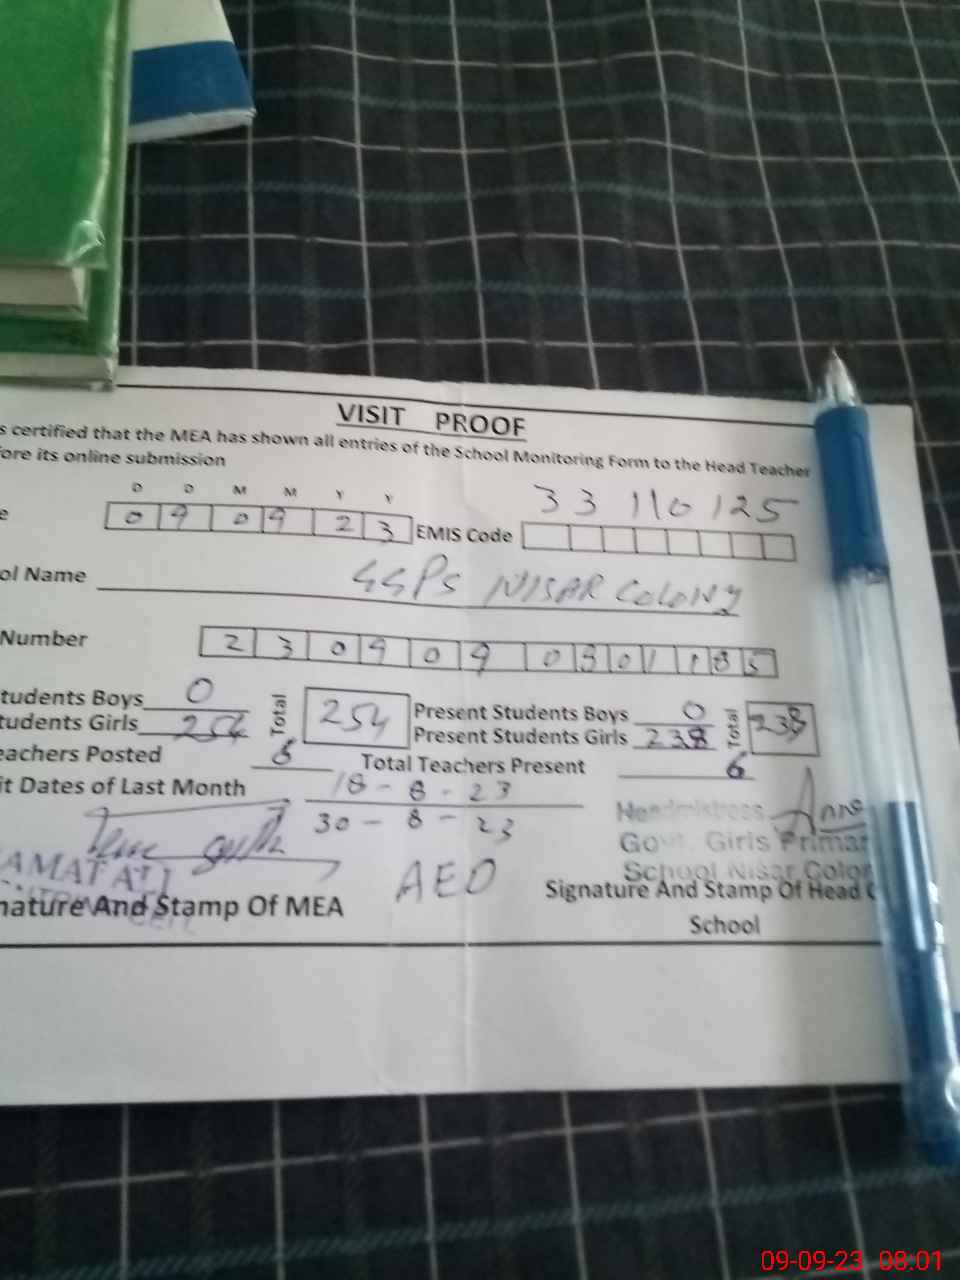 VISIT PROOF
s certified that the MEA has shown all entries of the School Monitoring Form to the Head Teacher
ore its online submission
D D M M Y Y
e 0 9 0 9 2 3 EMIS Code 33110125
ol Name GGPS NISAR COLONY
Number 2 3 0 9 0 9 0 1 1 8 5
tudents Boys 0 Total 254 Present Students Boys 0 Total 238
tudents Girls 254 Present Students Girls 238
eachers Posted 6 Total Teachers Present 6
it Dates of Last Month 18-8-23
30-8-23
Headmistress
Govt. Girls Primar
School Nisar Colon
AMAT
AEO
nature And Stamp Of MEA
Signature And Stamp Of Head O
School
09-09-23 08:01